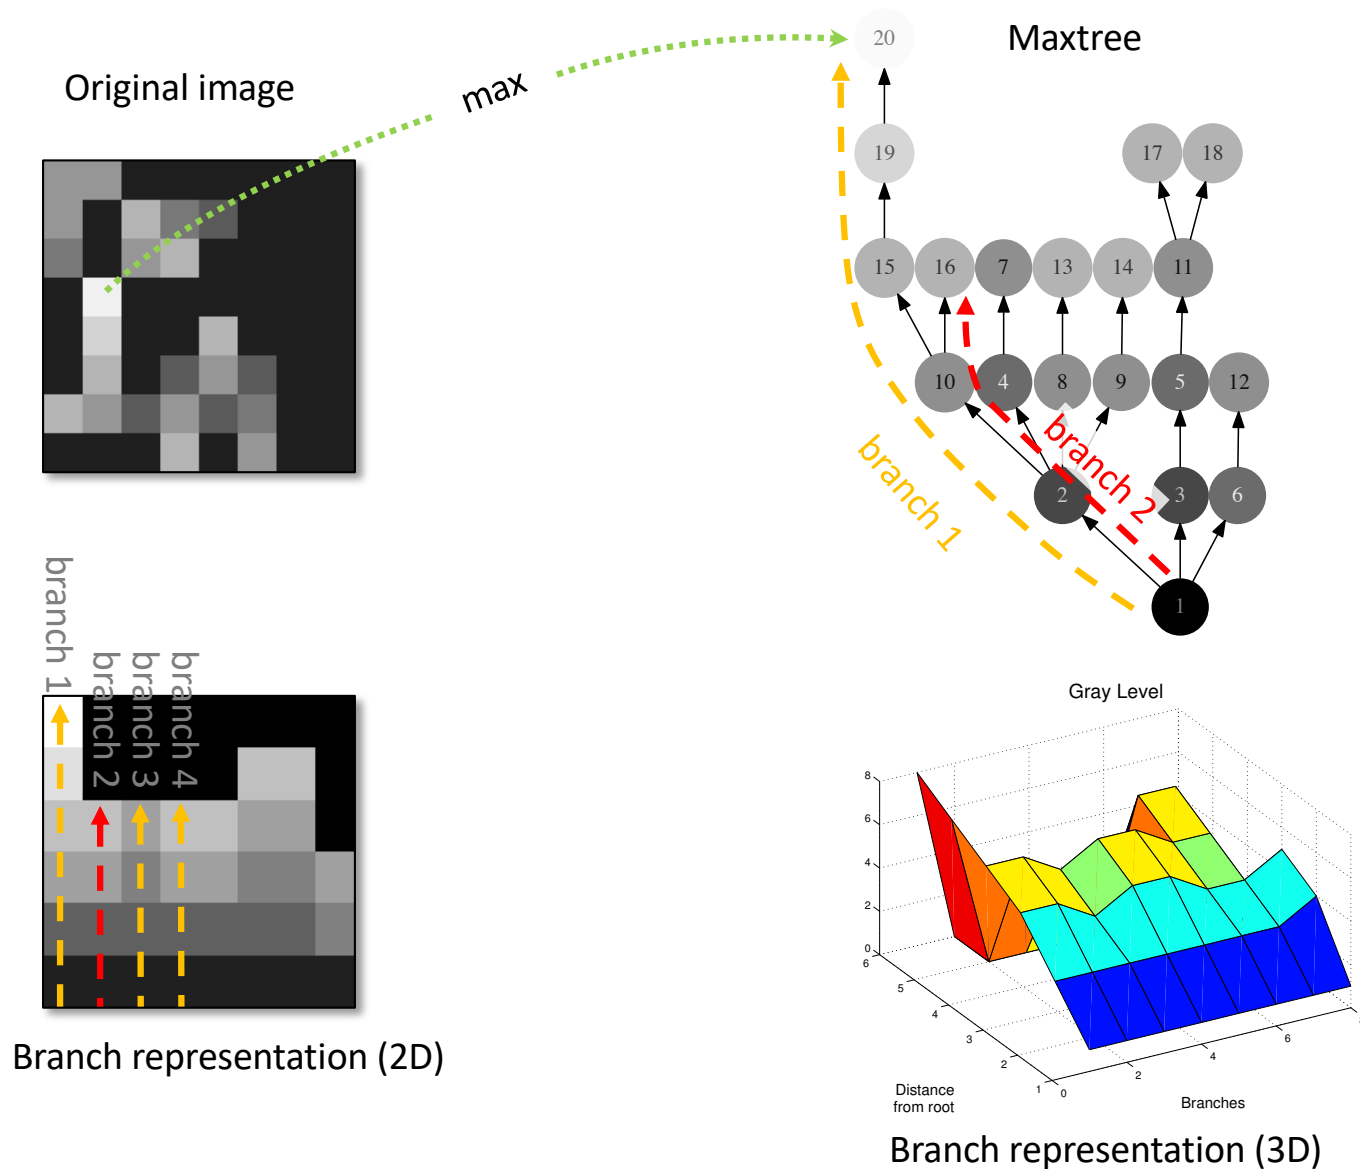 Original image
max
Maxtree
20
19
17
18
15
16
7
13
14
11
10
4
8
9
5
12
2
3
6
1
branch 1
branch 2
branch 1
branch 2
branch 3
branch 4
Branch representation (2D)
Gray Level
8
6
4
2
0
6
5
4
3
2
1
0
2
4
6
Distance
from root
Branches
Branch representation (3D)